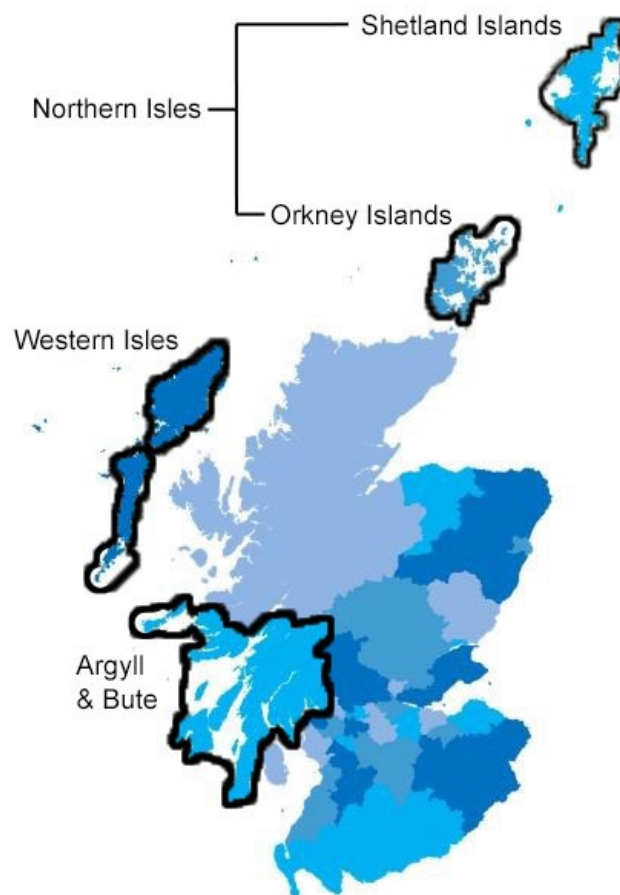 Shetland Islands
Northern Isles
Orkney Islands
Western Isles
Argyll
& Bute